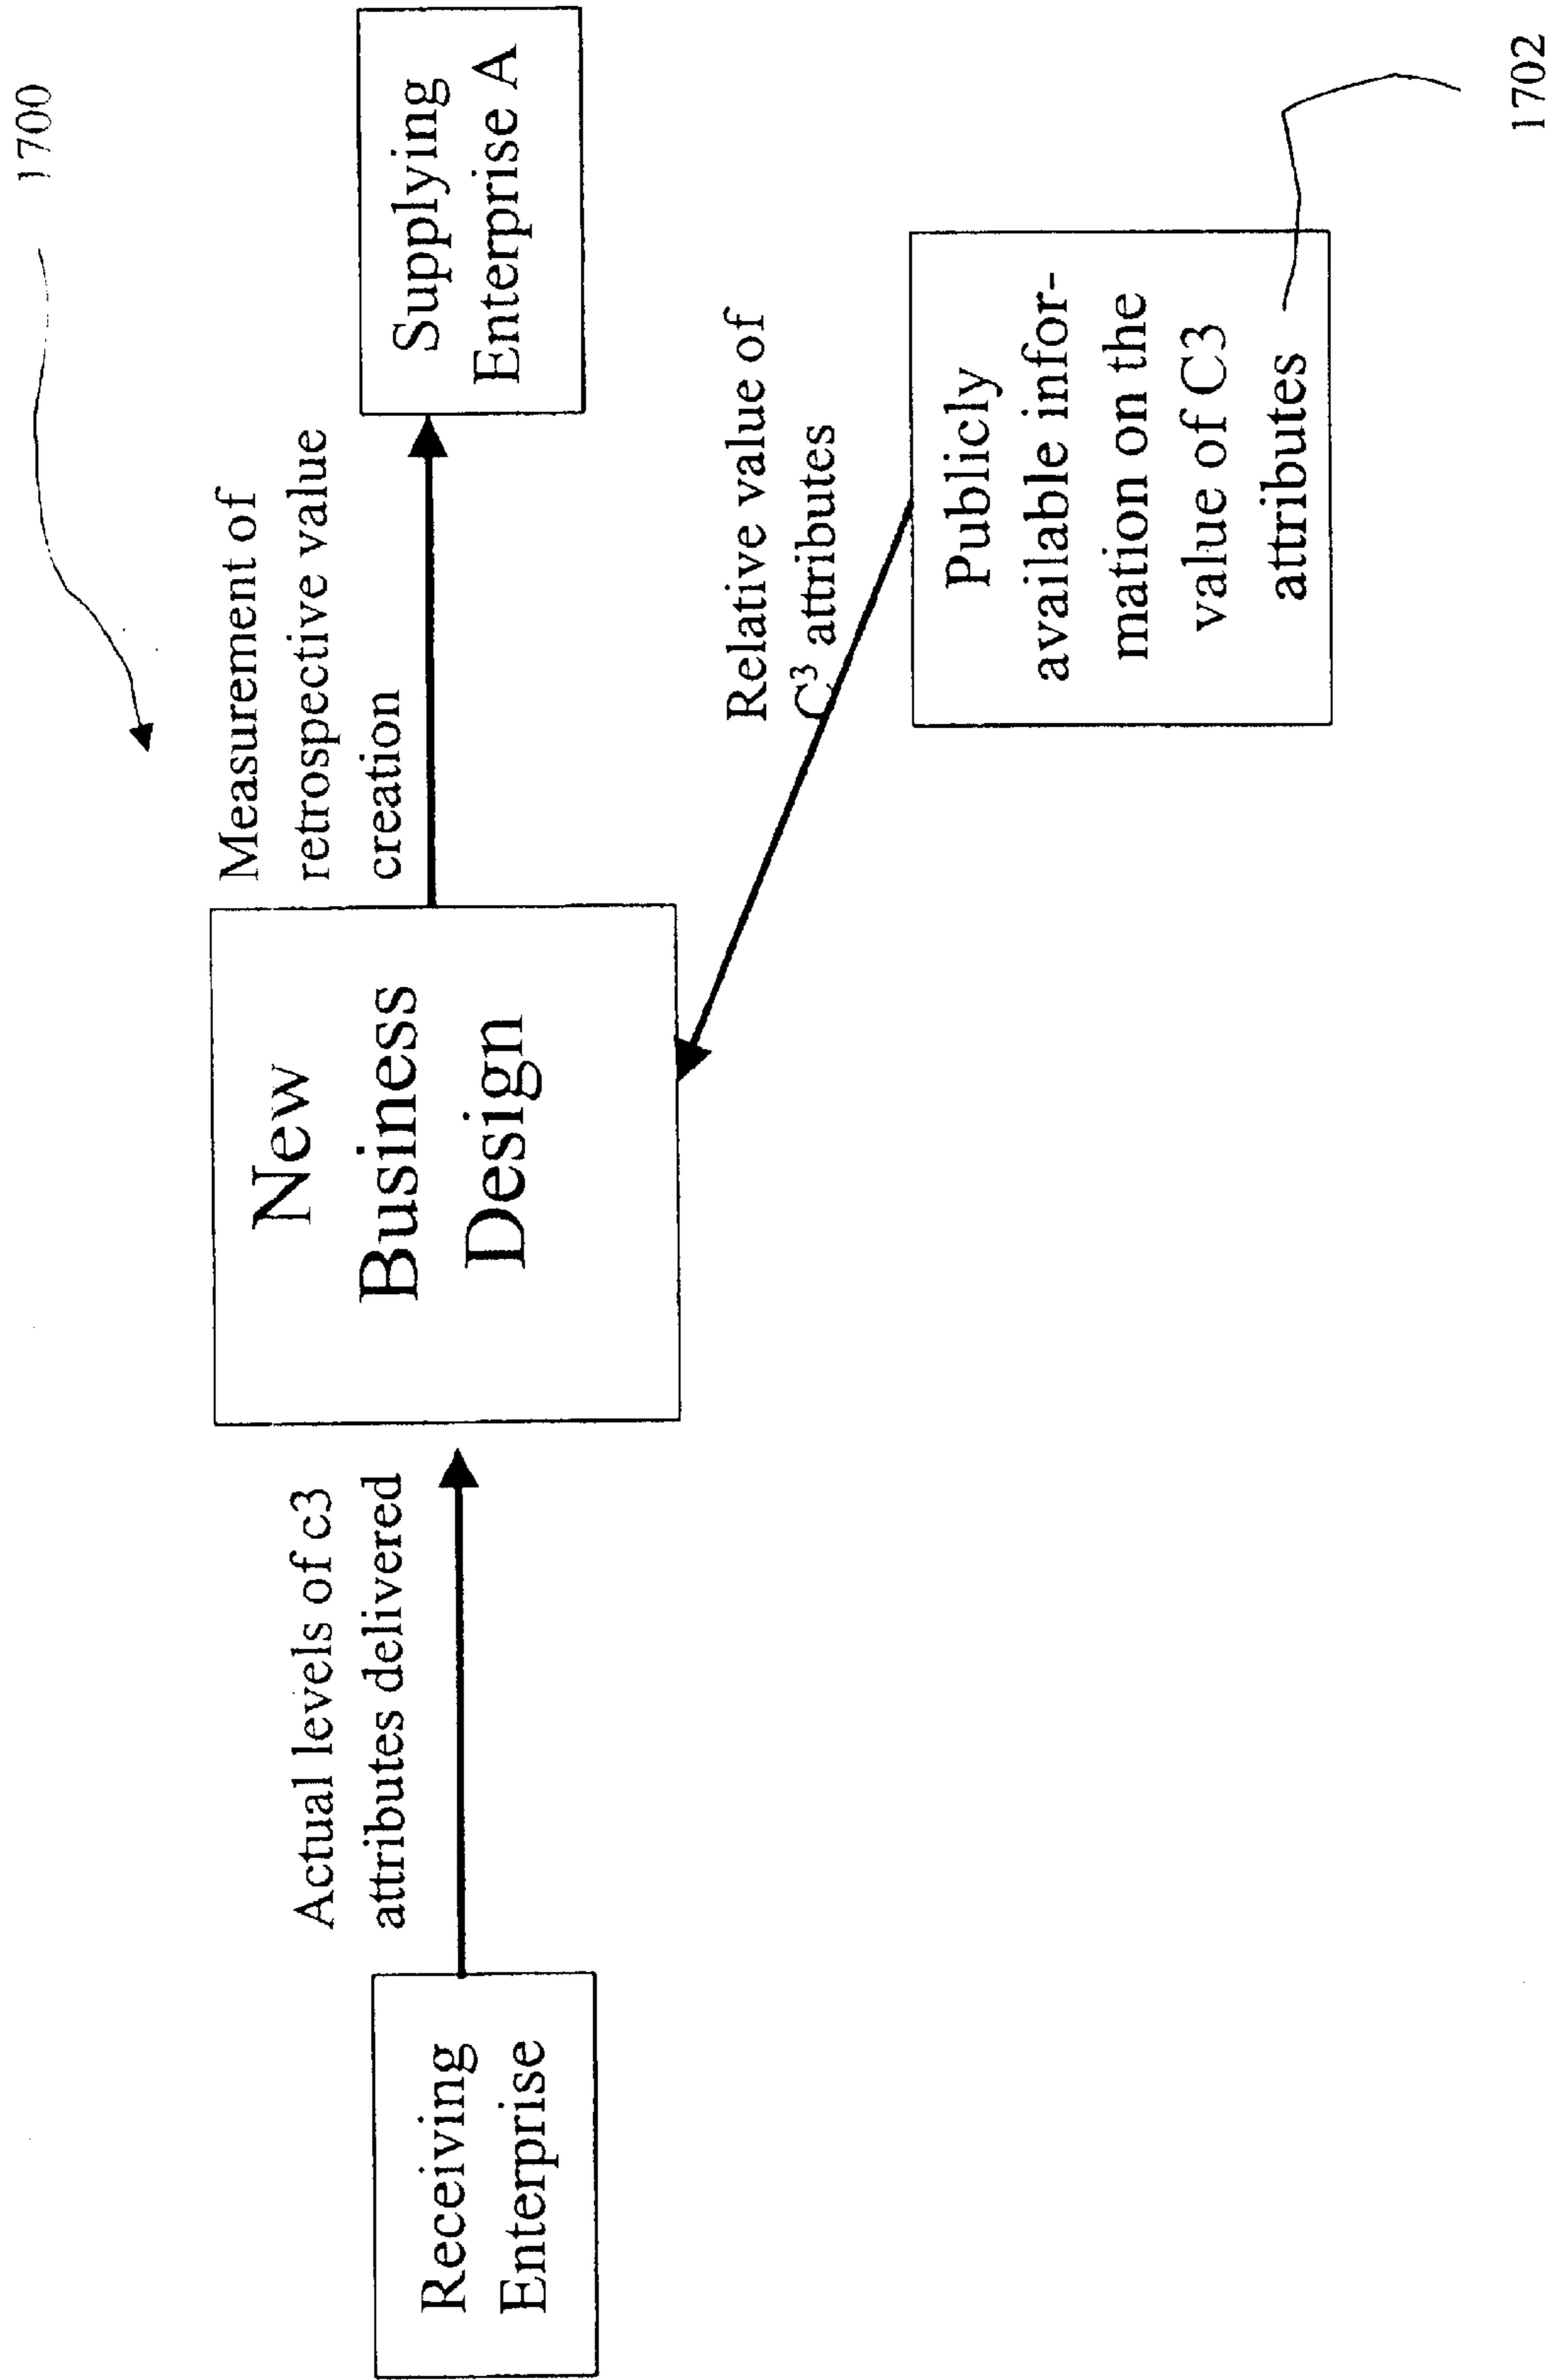 1700
Measurement of
retrospective value
creation
Actual levels of c3
attributes delivered
Receiving
Enterprise
New
Business
Design
Supplying
Enterprise A
Relative value of
C³ attributes
Publicly
available infor-
mation on the
value of C3
attributes
1702